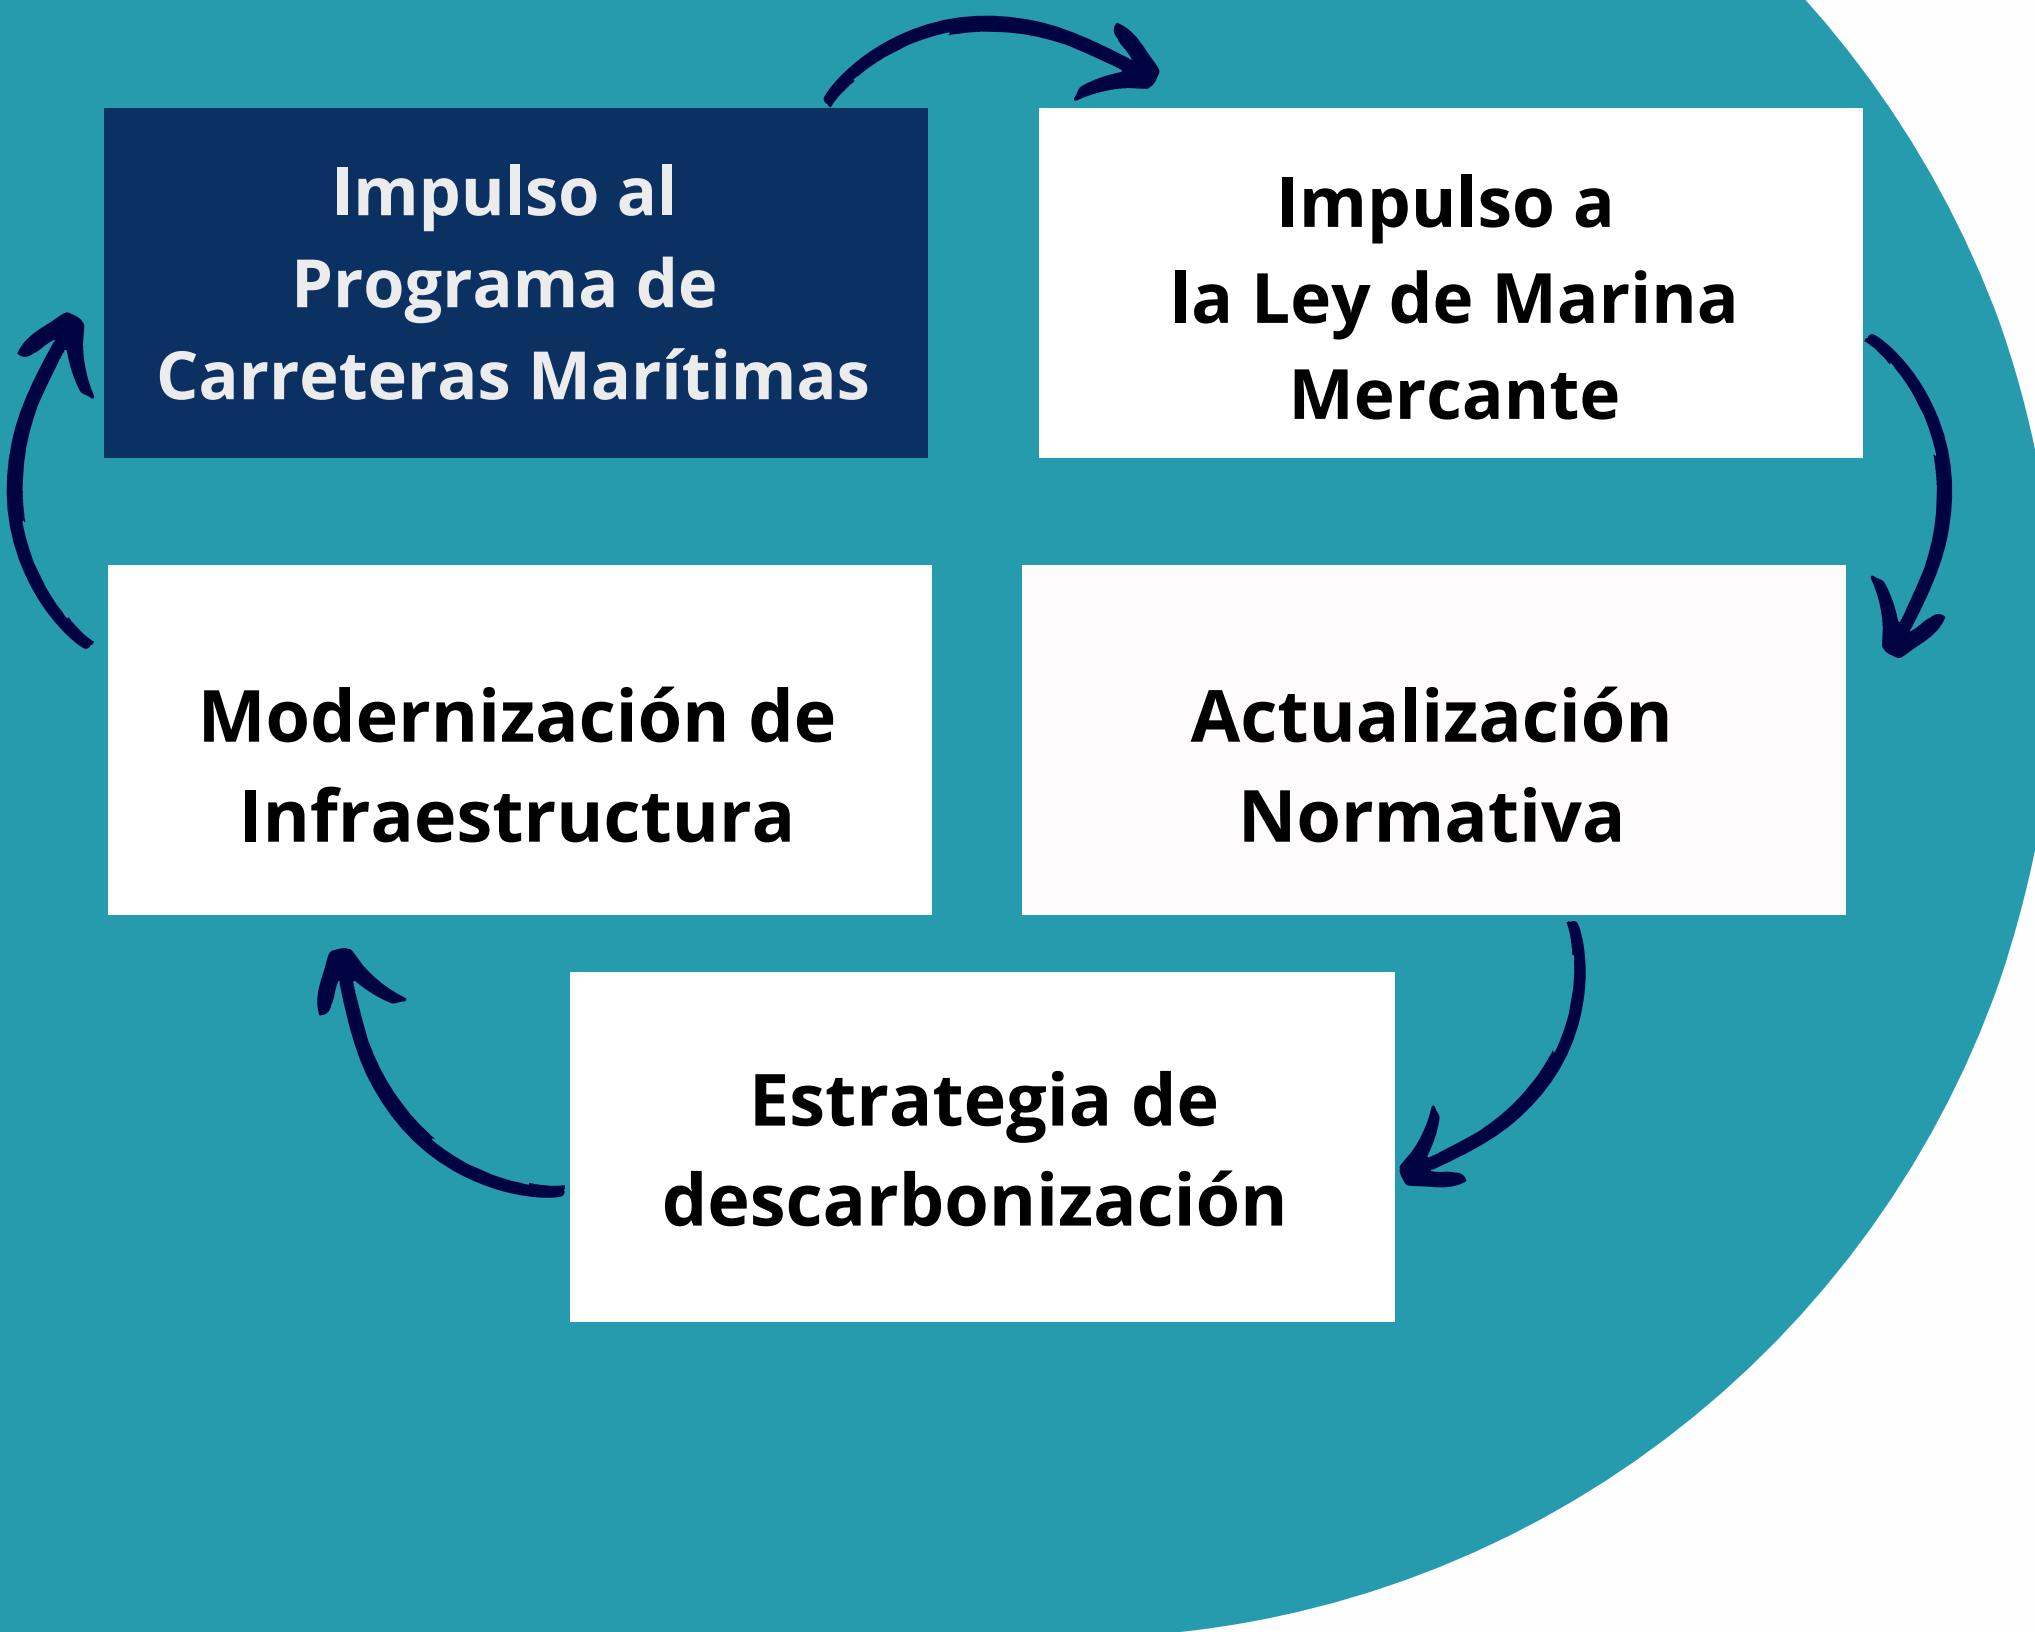 Impulso al
Programa de
Carreteras Marítimas
Impulso a
la Ley de Marina
Mercante
Modernización de
Infraestructura
Actualización
Normativa
Estrategia de
descarbonización